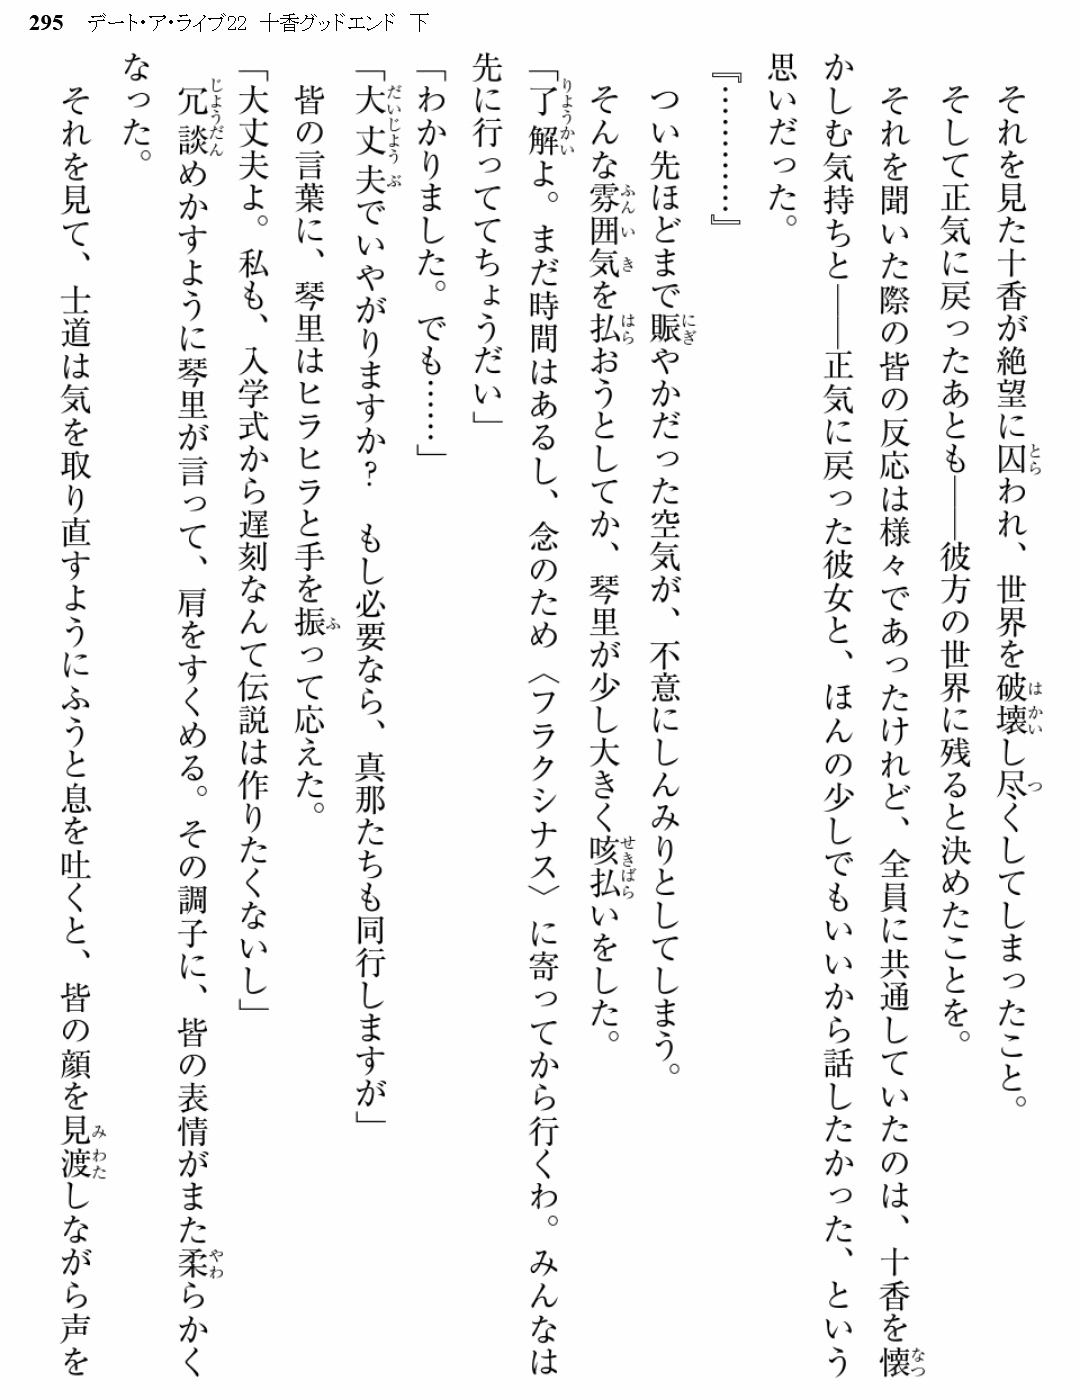 295 デート・ア・ライブ22 十香グッドエンド 下
それを見た十香が絶望に囚われ、世界を破壊し尽くしてしまったこと。
そして正気に戻ったあとも――彼方の世界に残ると決めたことを。
それを聞いた際の皆の反応は様々であったけれど、全員に共通していたのは、十香を懐
かしむ気持ちと――正気に戻った彼女と、ほんの少しでもいいから話したかった、という
思いだった。
『…………』
つい先ほどまで賑やかだった空気が、不意にしんみりとしてしまう。
そんな雰囲気を払おうとしてか、琴里が少し大きく咳払いをした。
「了解よ。まだ時間はあるし、念のため〈フラクシナス〉に寄ってから行くわ。みんなは
先に行っててちょうだい」
「わかりました。でも……」
「大丈夫でいやがりますか？　もし必要なら、真那たちも同行しますが」
皆の言葉に、琴里はヒラヒラと手を振って応えた。
「大丈夫よ。私も、入学式から遅刻なんて伝説は作りたくないし」
冗談めかすように琴里が言って、肩をすくめる。その調子に、皆の表情がまた柔らかく
なった。
それを見て、士道は気を取り直すようにふうと息を吐くと、皆の顔を見渡しながら声を